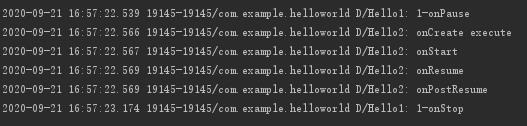 2020-09-21 16:57:22.539 19145-19145/com.example.helloworld D/Hello1: 1-onPause
2020-09-21 16:57:22.566 19145-19145/com.example.helloworld D/Hello2: onCreate execute
2020-09-21 16:57:22.567 19145-19145/com.example.helloworld D/Hello2: onStart
2020-09-21 16:57:22.569 19145-19145/com.example.helloworld D/Hello2: onResume
2020-09-21 16:57:22.569 19145-19145/com.example.helloworld D/Hello2: onPostResume
2020-09-21 16:57:23.174 19145-19145/com.example.helloworld D/Hello1: 1-onStop